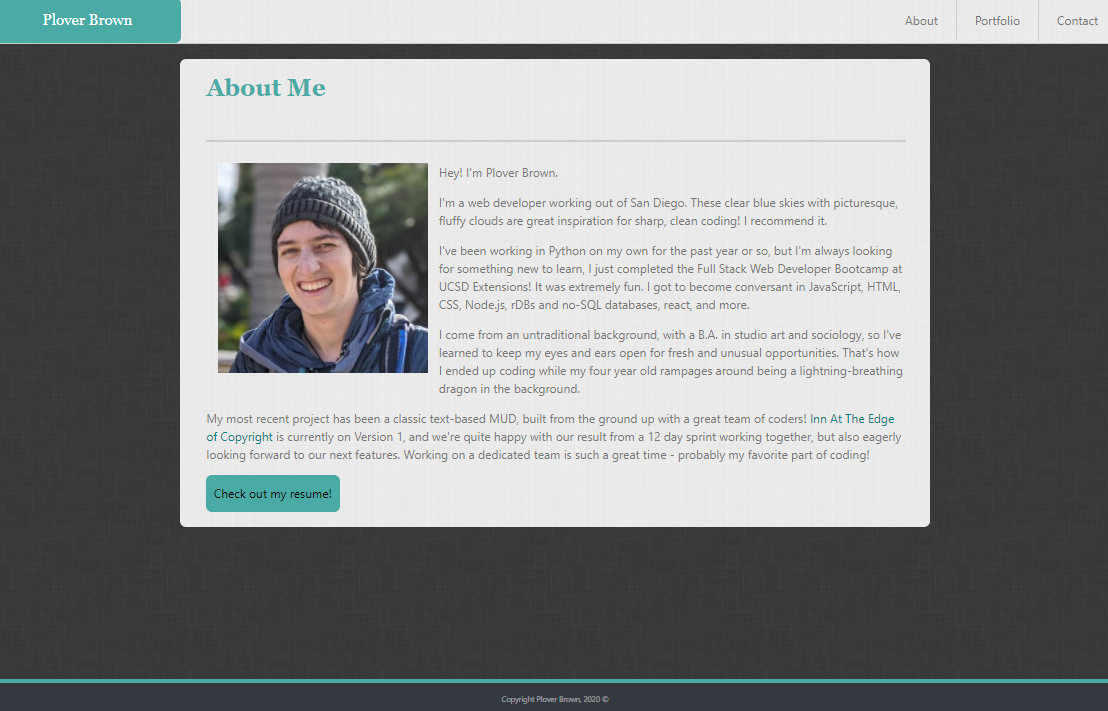 Plover Brown
About
Portfolio
Contact
About Me
Hey! I'm Plover Brown.
I'm a web developer working out of San Diego. These clear blue skies with picturesque,
fluffy clouds are great inspiration for sharp, clean coding! I recommend it.
I've been working in Python on my own for the past year or so, but I'm always looking
for something new to learn, I just completed the Full Stack Web Developer Bootcamp at
UCSD Extensions! It was extremely fun. I got to become conversant in JavaScript, HTML,
CSS, Node.js, rDBs and no-SQL databases, react, and more.
I come from an untraditional background, with a B.A. in studio art and sociology, so I've
learned to keep my eyes and ears open for fresh and unusual opportunities. That's how
I ended up coding while my four year old rampages around being a lightning-breathing
dragon in the background.
My most recent project has been a classic text-based MUD, built from the ground up with a great team of coders! Inn At The Edge
of Copyright is currently on Version 1, and we're quite happy with our result from a 12 day sprint working together, but also eagerly
looking forward to our next features. Working on a dedicated team is such a great time - probably my favorite part of coding!
Check out my resume!
Copyright Plover Brown, 2020 ©